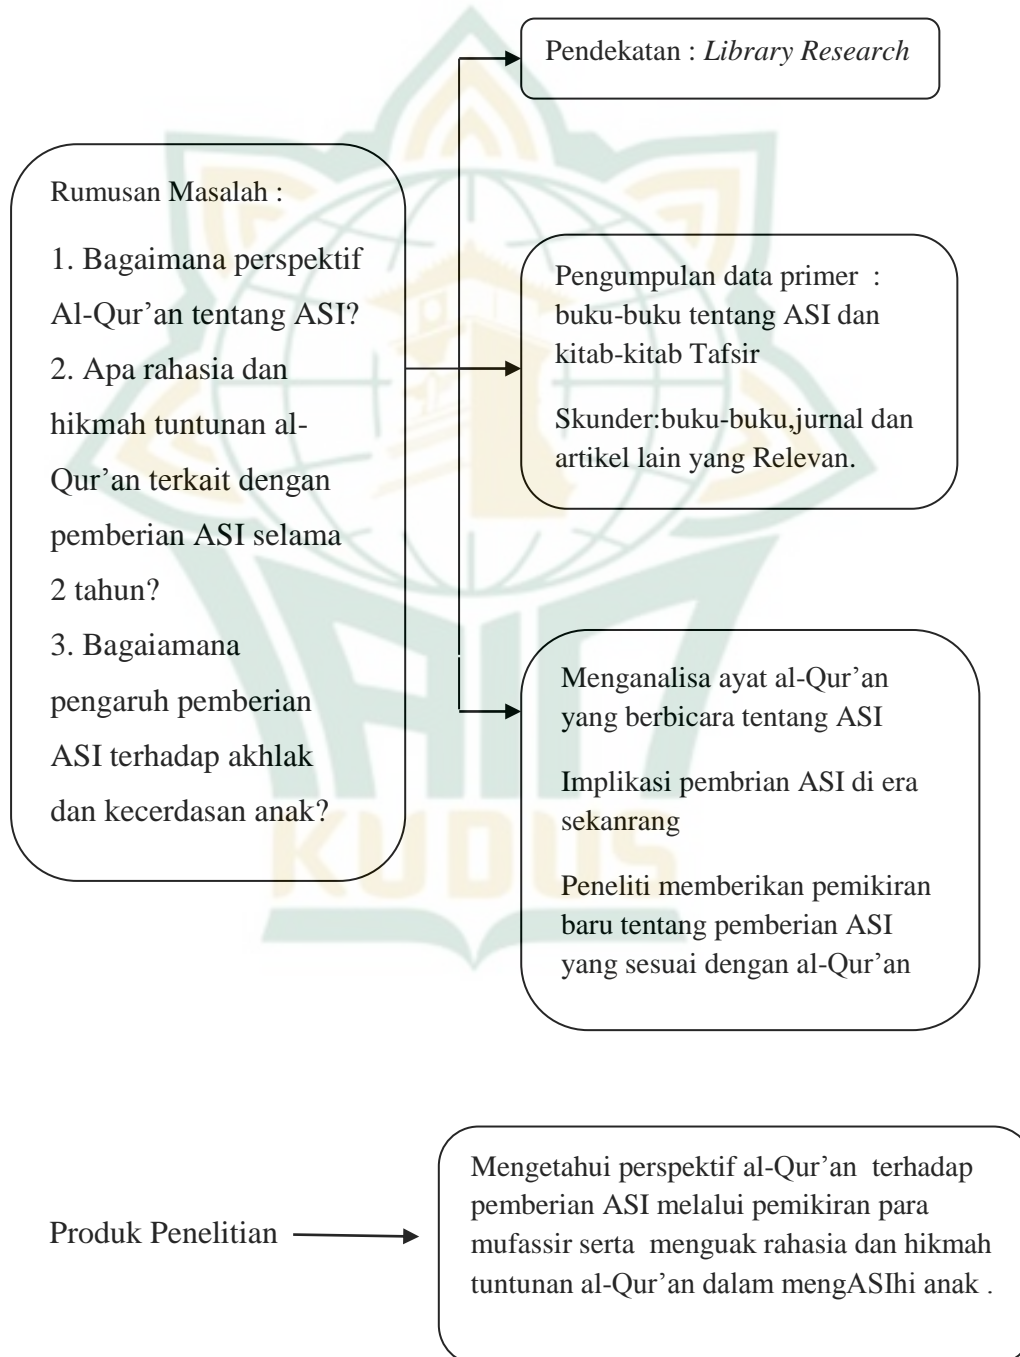 Pendekatan : Library Research
Rumusan Masalah :
1. Bagaimana perspektif
Al-Qur’an tentang ASI?
2. Apa rahasia dan
hikmah tuntunan al-
Qur’an terkait dengan
pemberian ASI selama
2 tahun?
3. Bagaiamana
pengaruh pemberian
ASI terhadap akhlak
dan kecerdasan anak?
Pengumpulan data primer :
buku-buku tentang ASI dan
kitab-kitab Tafsir
Skunder:buku-buku,jurnal dan
artikel lain yang Relevan.
Menganalisa ayat al-Qur’an
yang berbicara tentang ASI
Implikasi pembrian ASI di era
sekanrang
Peneliti memberikan pemikiran
baru tentang pemberian ASI
yang sesuai dengan al-Qur’an
KUDUS
Produk Penelitian
Mengetahui perspektif al-Qur’an terhadap
pemberian ASI melalui pemikiran para
mufassir serta menguak rahasia dan hikmah
tuntunan al-Qur’an dalam mengASIhi anak .